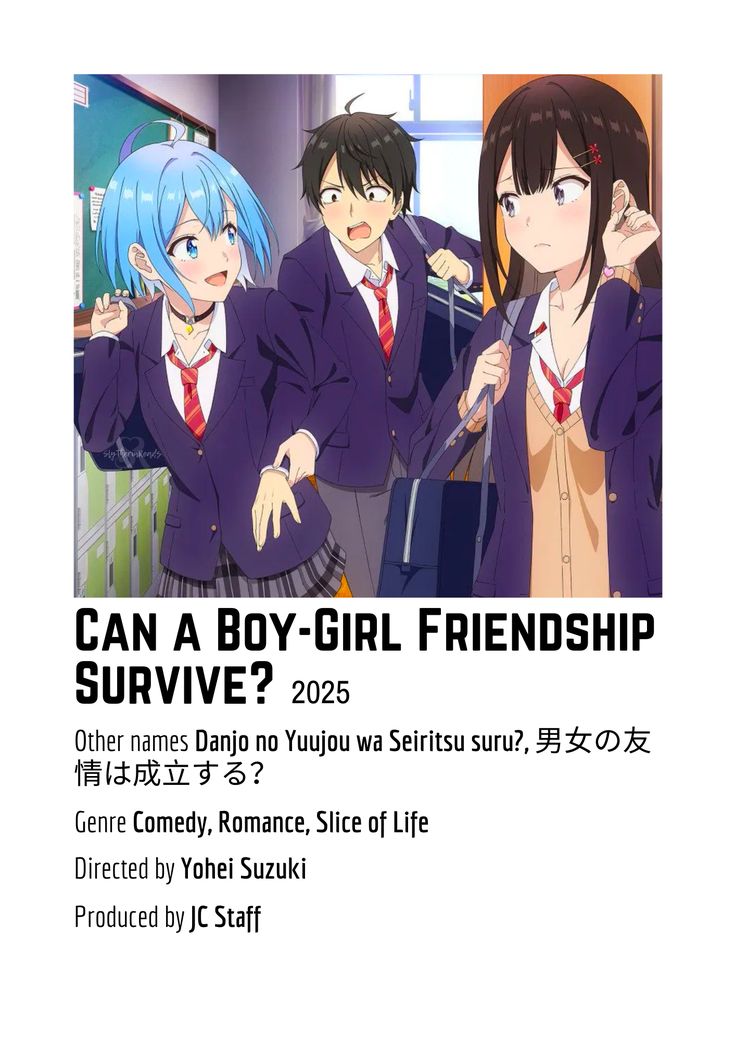 slytherinreads
CAN A BOY-GIRL FRIENDSHIP
SURVIVE? 2025
Other names Danjo no Yuujou wa Seiritsu suru?, 男女の友
情は成立する?
Genre Comedy, Romance, Slice of Life
Directed by Yohei Suzuki
Produced by JC Staff